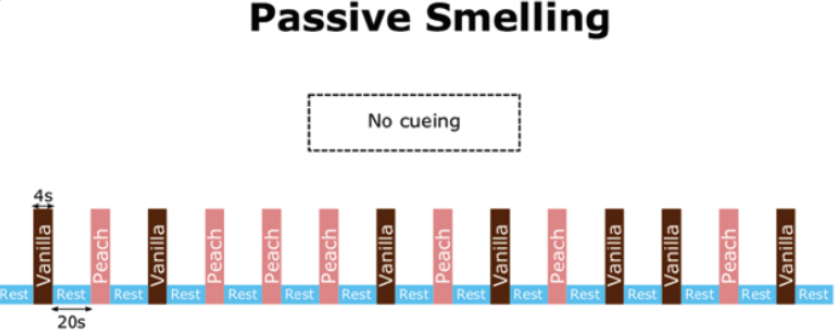 Passive Smelling
No cueing
4s
Vanilla Peach Vanilla Peach Peach Peach Vanilla Peach Vanilla Peach Vanilla Vanilla Peach Vanilla
Rest Rest Rest Rest Rest Rest Rest Rest Rest Rest Rest Rest Rest Rest Rest
20s